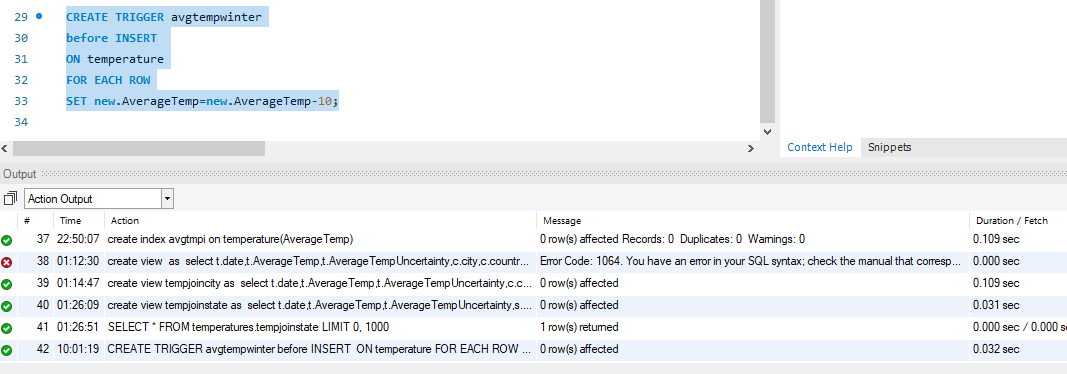 29 CREATE TRIGGER avgtempwinter
30 before INSERT
31 ON temperature
32 FOR EACH ROW
33 SET new.AverageTemp=new.AverageTemp-10;
34
Context Help Snippets
Output
Action Output
# Time Action Message Duration / Fetch
37 22:50:07 create index avgtmpi on temperature(AverageTemp) 0 row(s) affected Records: 0 Duplicates: 0 Warnings: 0 0.109 sec
38 01:12:30 create view as select t.date,t.AverageTemp,t.AverageTempUncertainty,c.city,c.countr... Error Code: 1064. You have an error in your SQL syntax; check the manual that corresp... 0.000 sec
39 01:14:47 create view tempjoincity as select t.date,t.AverageTemp,t.AverageTempUncertainty,c.c... 0 row(s) affected 0.109 sec
40 01:26:09 create view tempjoinstate as select t.date,t.AverageTemp,t.AverageTempUncertainty,s.... 0 row(s) affected 0.031 sec
41 01:26:51 SELECT * FROM temperatures.tempjoinstate LIMIT 0, 1000 1 row(s) returned 0.000 sec / 0.000 se
42 10:01:19 CREATE TRIGGER avgtempwinter before INSERT ON temperature FOR EACH ROW ... 0 row(s) affected 0.032 sec